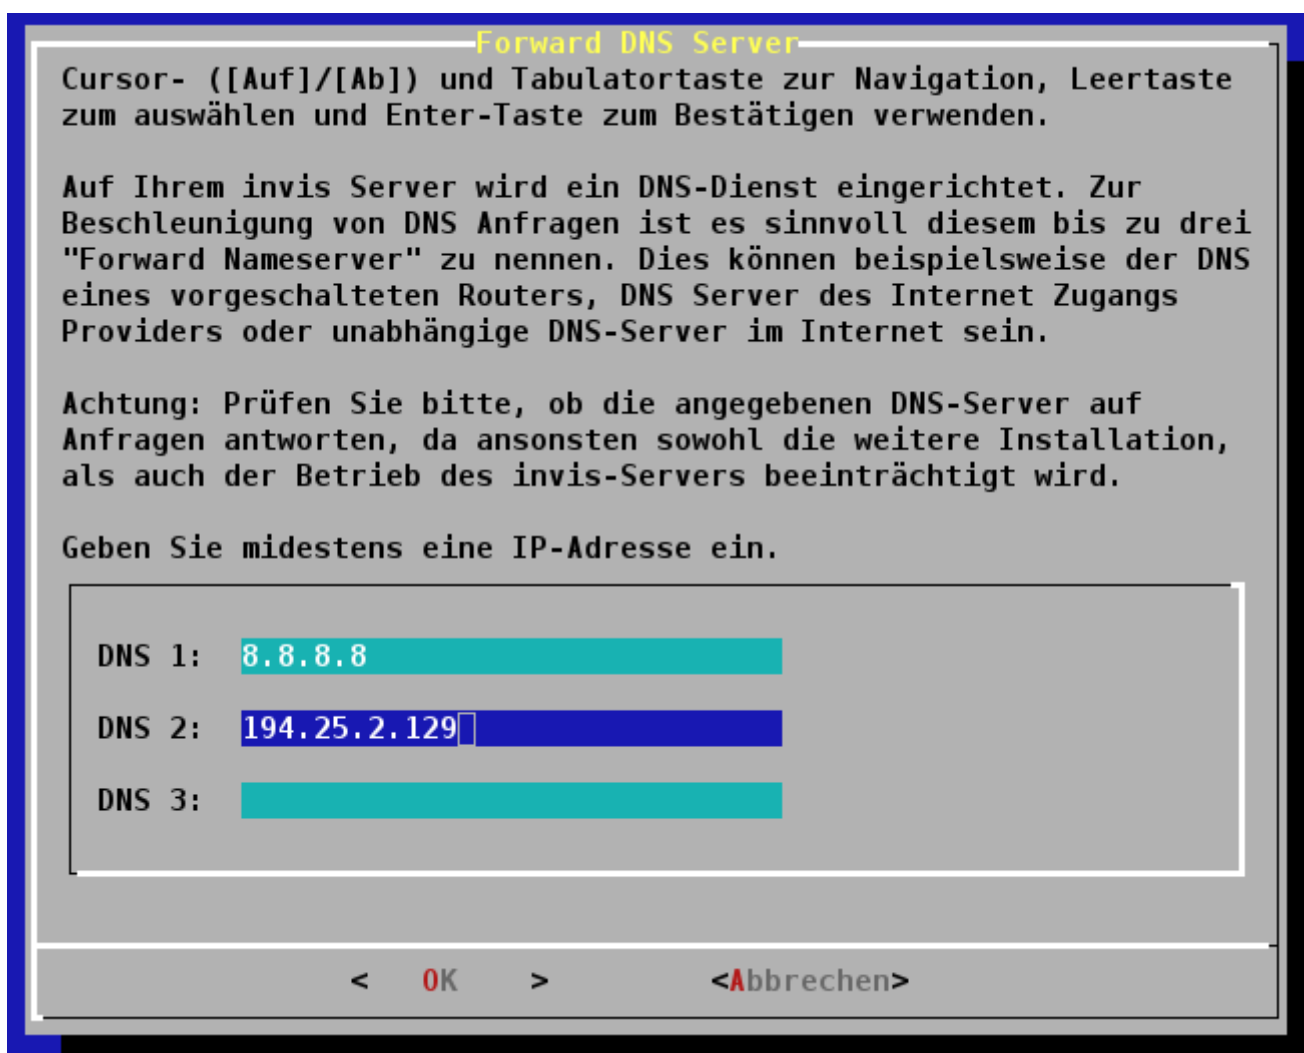 Forward DNS Server
Cursor- ([Auf]/[Ab]) und Tabulatortaste zur Navigation, Leertaste
zum auswählen und Enter-Taste zum Bestätigen verwenden.
Auf Ihrem invis Server wird ein DNS-Dienst eingerichtet. Zur
Beschleunigung von DNS Anfragen ist es sinnvoll diesem bis zu drei
"Forward Nameserver" zu nennen. Dies können beispielsweise der DNS
eines vorgeschalteten Routers, DNS Server des Internet Zugangs
Providers oder unabhängige DNS-Server im Internet sein.
Achtung: Prüfen Sie bitte, ob die angegebenen DNS-Server auf
Anfragen antworten, da ansonsten sowohl die weitere Installation,
als auch der Betrieb des invis-Servers beeinträchtigt wird.
Geben Sie midestens eine IP-Adresse ein.
DNS 1: 8.8.8.8
DNS 2: 194.25.2.129
DNS 3:
< OK > <Abbrechen>